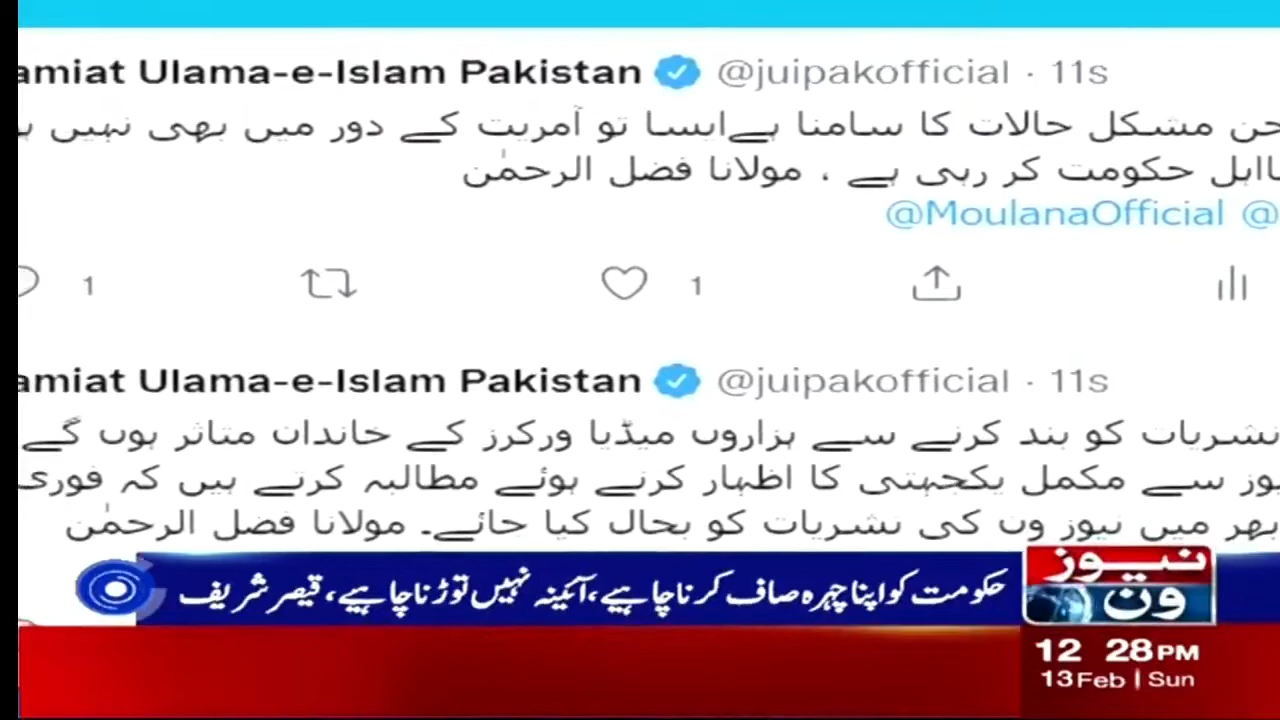 amiat Ulama-e-Islam Pakistan @juipakofficial · 11s
جن مشکل حالات کا سامنا ہےایسا تو آمریت کے دور میں بھی نہیں
اہل حکومت کر رہی ہے ، مولانا فضل الرحمٰن
@MoulanaOfficial @
1 1
amiat Ulama-e-Islam Pakistan @juipakofficial · 11s
نشریات کو بند کرنے سے ہزاروں میڈیا ورکرز کے خاندان متاثر ہوں گے
یوز سے مکمل یکجہتی کا اظہار کرتے ہوئے مطالبہ کرتے ہیں کہ فوری
بھر میں نیوز ون کی نشریات کو بحال کیا جائے۔ مولانا فضل الرحمٰن
حکومت کو اپنا چہرہ صاف کرنا چاہیے، آئینہ نہیں توڑنا چاہیے، قیصر شریف
نیوز
ون
12 28PM
13Feb | Sun